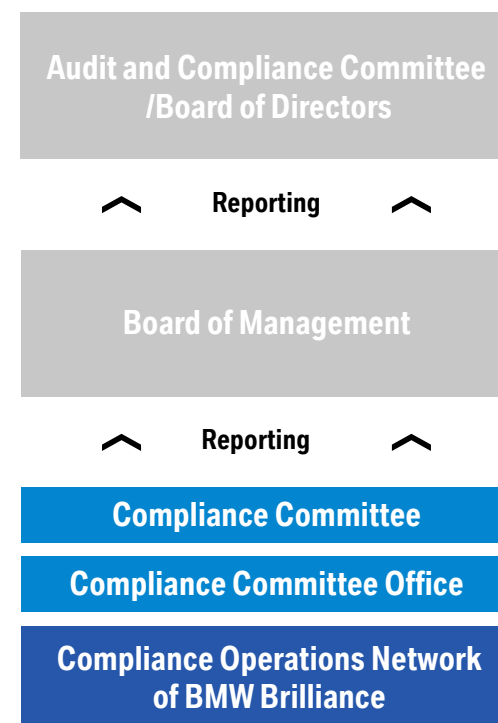 Audit and Compliance Committee
/Board of Directors
Reporting
Board of Management
Reporting
Compliance Committee
Compliance Committee Office
Compliance Operations Network
of BMW Brilliance